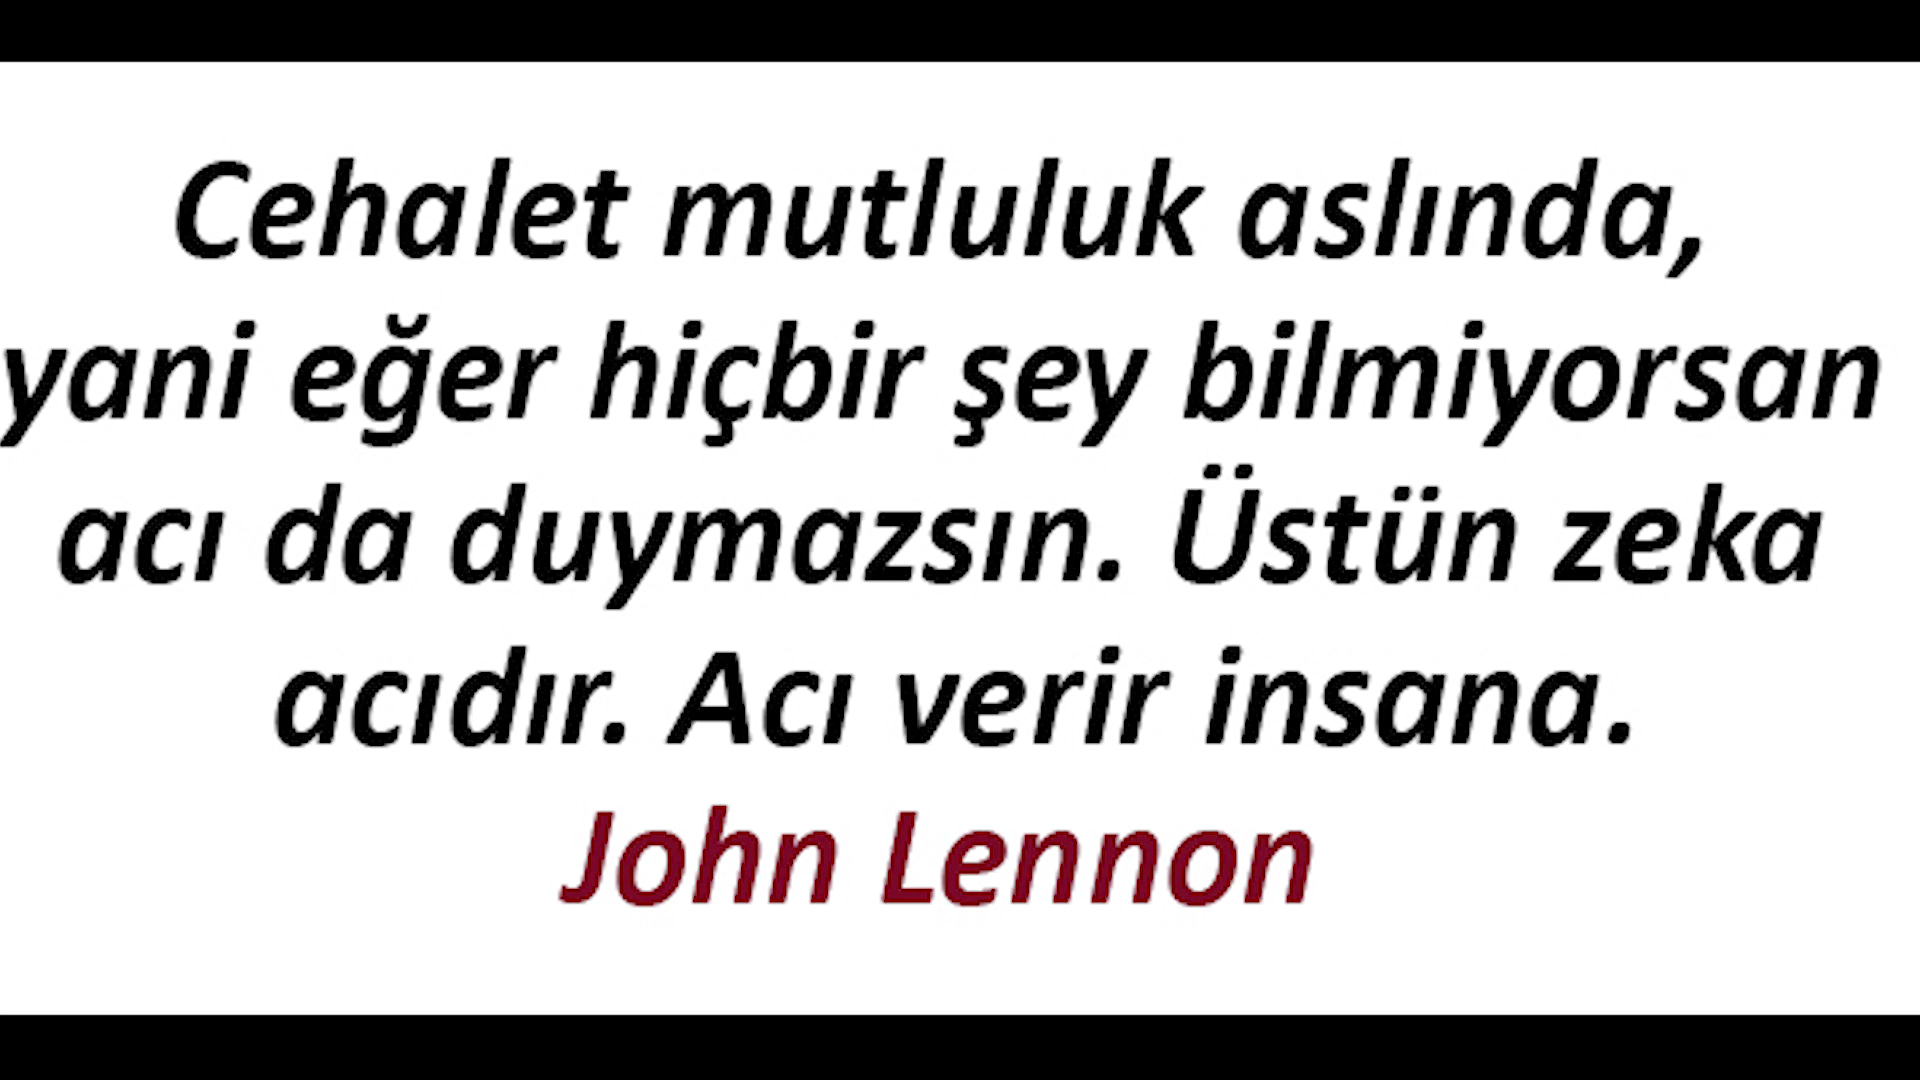 Cehalet mutluluk aslında,
yani eğer hiçbir şey bilmiyorsan
acı da duymazsın. Üstün zeka
acıdır. Acı verir insana.
John Lennon